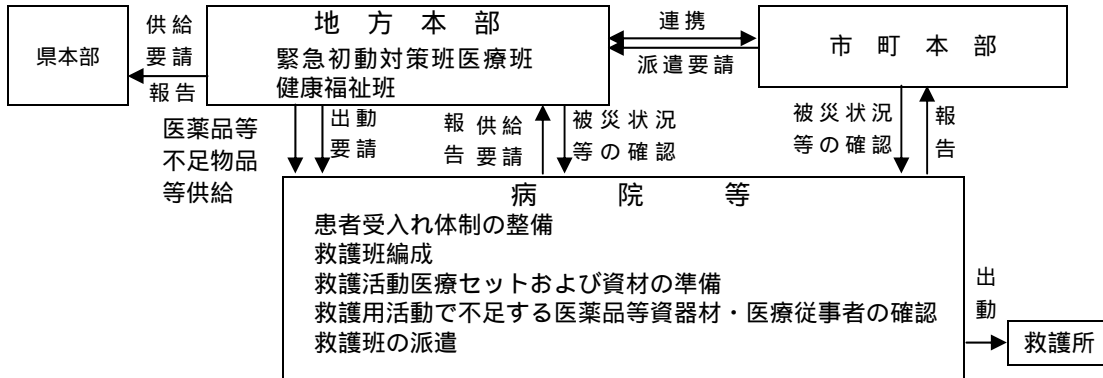 県本部
供給
要請
報告
地方本部
緊急初動対策班医療班
健康福祉班
連携
派遣要請
市町本部
医薬品等
不足物品
等供給
出動
要請
報告
供給
要請
被災状況
等の確認
被災状況
等の確認
報告
病院等
患者受入れ体制の整備
救護班編成
救護活動医療セットおよび資材の準備
救護用活動で不足する医薬品等資器材・医療従事者の確認
救護班の派遣
出動
救護所